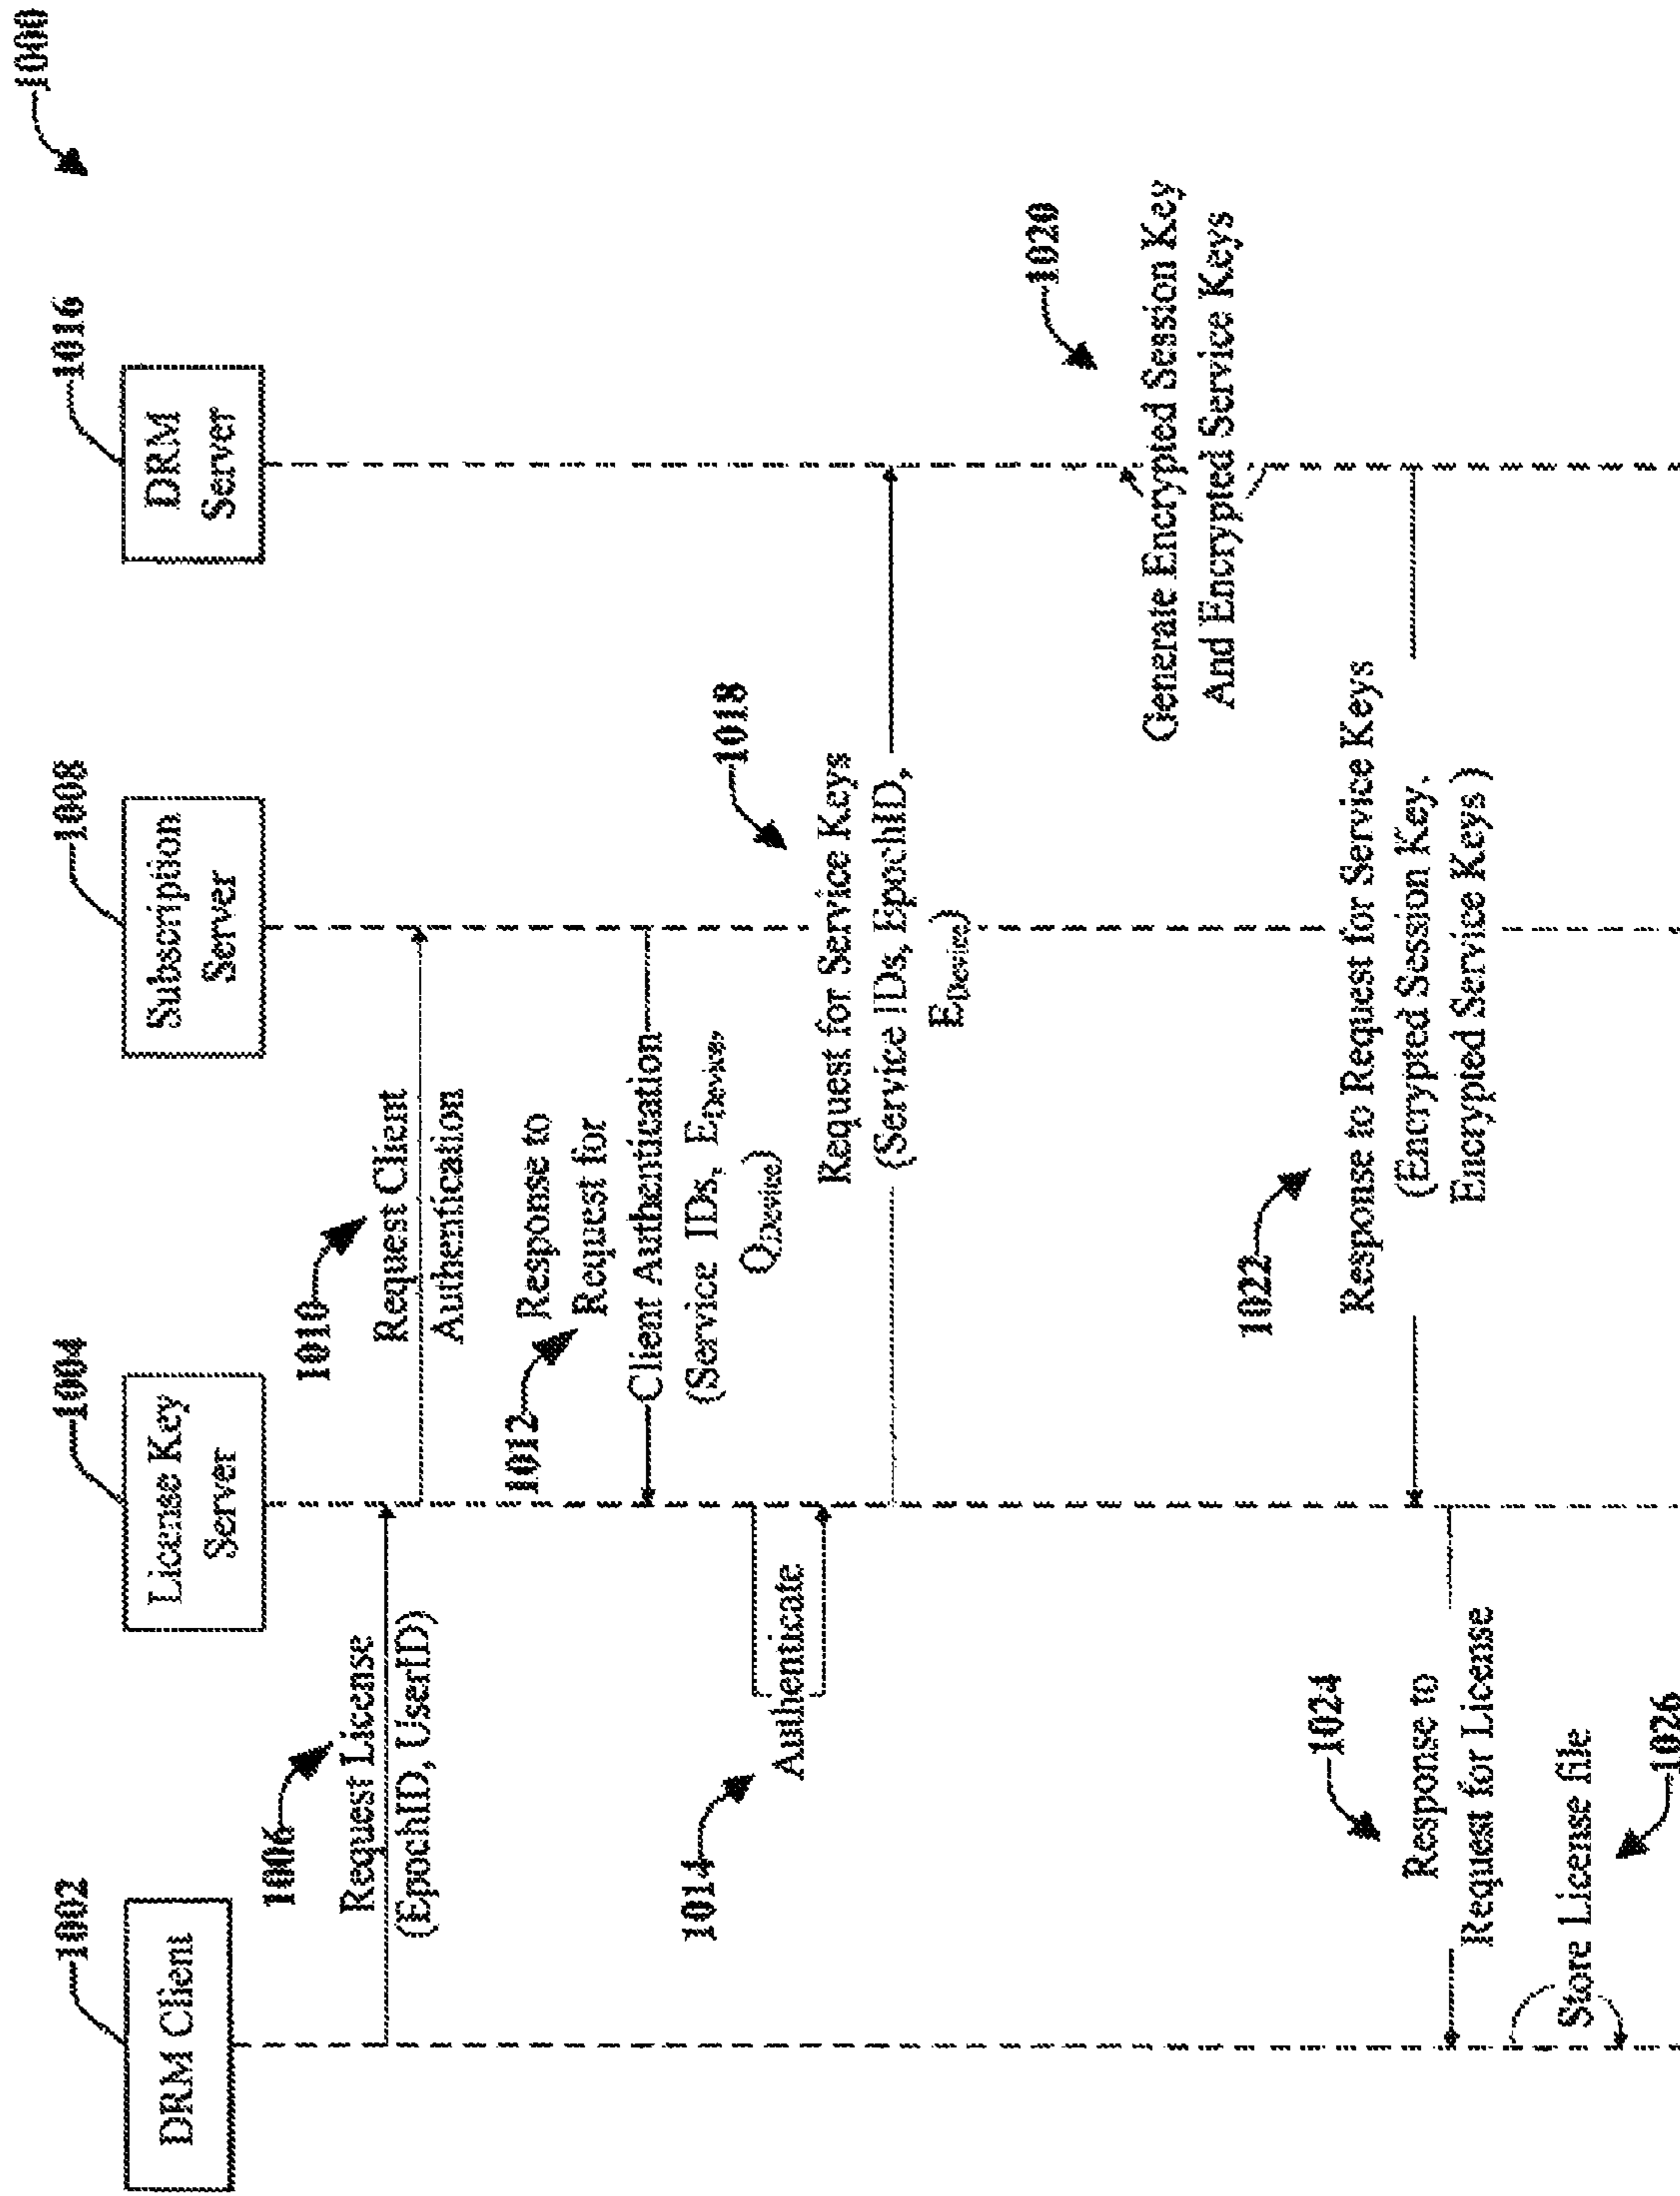 1000
1002
DRM Client
1004
License Key
Server
1008
Subscription
Server
1016
DRM
Server
1006
Request License
(EpochID, UserID)
1010
Request Client
Authentication
1012
Response to
Request for
Client Authentication
(Service IDs, EDevice,
QDevice)
1014
Authenticate
1018
Request for Service Keys
(Service IDs, EpochID,
EDevice)
1020
Generate Encrypted Session Key
And Encrypted Service Keys
1022
Response to Request for Service Keys
(Encrypted Session Key,
Encrypted Service Keys)
1024
Response to
Request for License
Store License file
1026